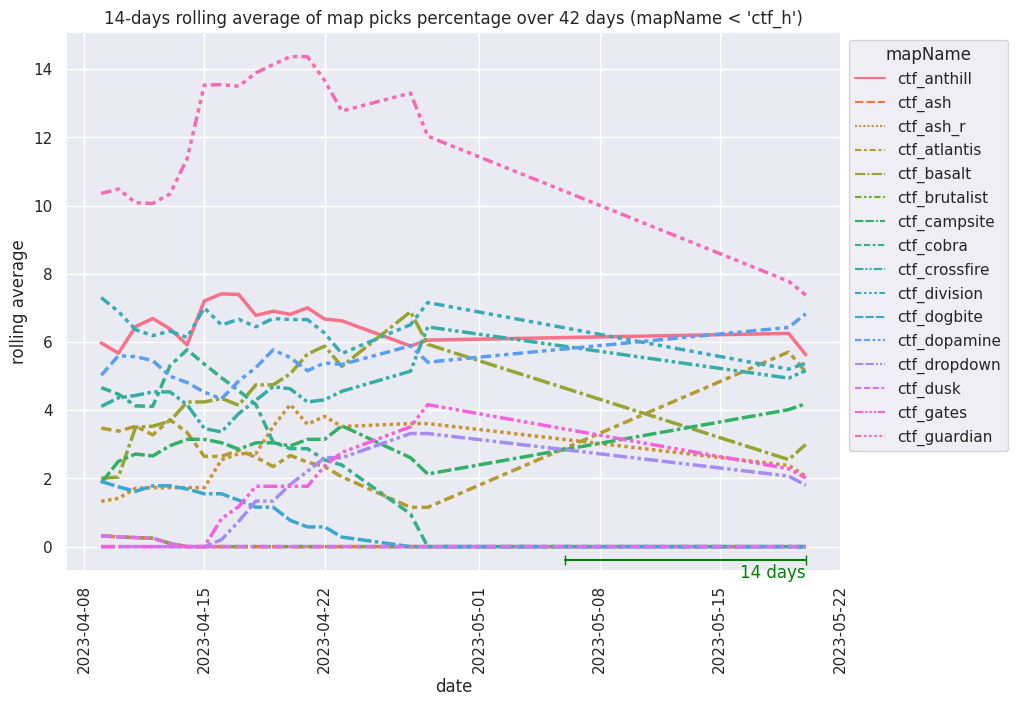 14-days rolling average of map picks percentage over 42 days (mapName < 'ctf_h')
rolling average
14
12
10
8
6
4
2
0
14 days
2023-04-08
2023-04-15
2023-04-22
2023-05-01
2023-05-08
2023-05-15
2023-05-22
date
mapName
ctf_anthill
ctf_ash
ctf_ash_r
ctf_atlantis
ctf_basalt
ctf_brutalist
ctf_campsite
ctf_cobra
ctf_crossfire
ctf_division
ctf_dogbite
ctf_dopamine
ctf_dropdown
ctf_dusk
ctf_gates
ctf_guardian